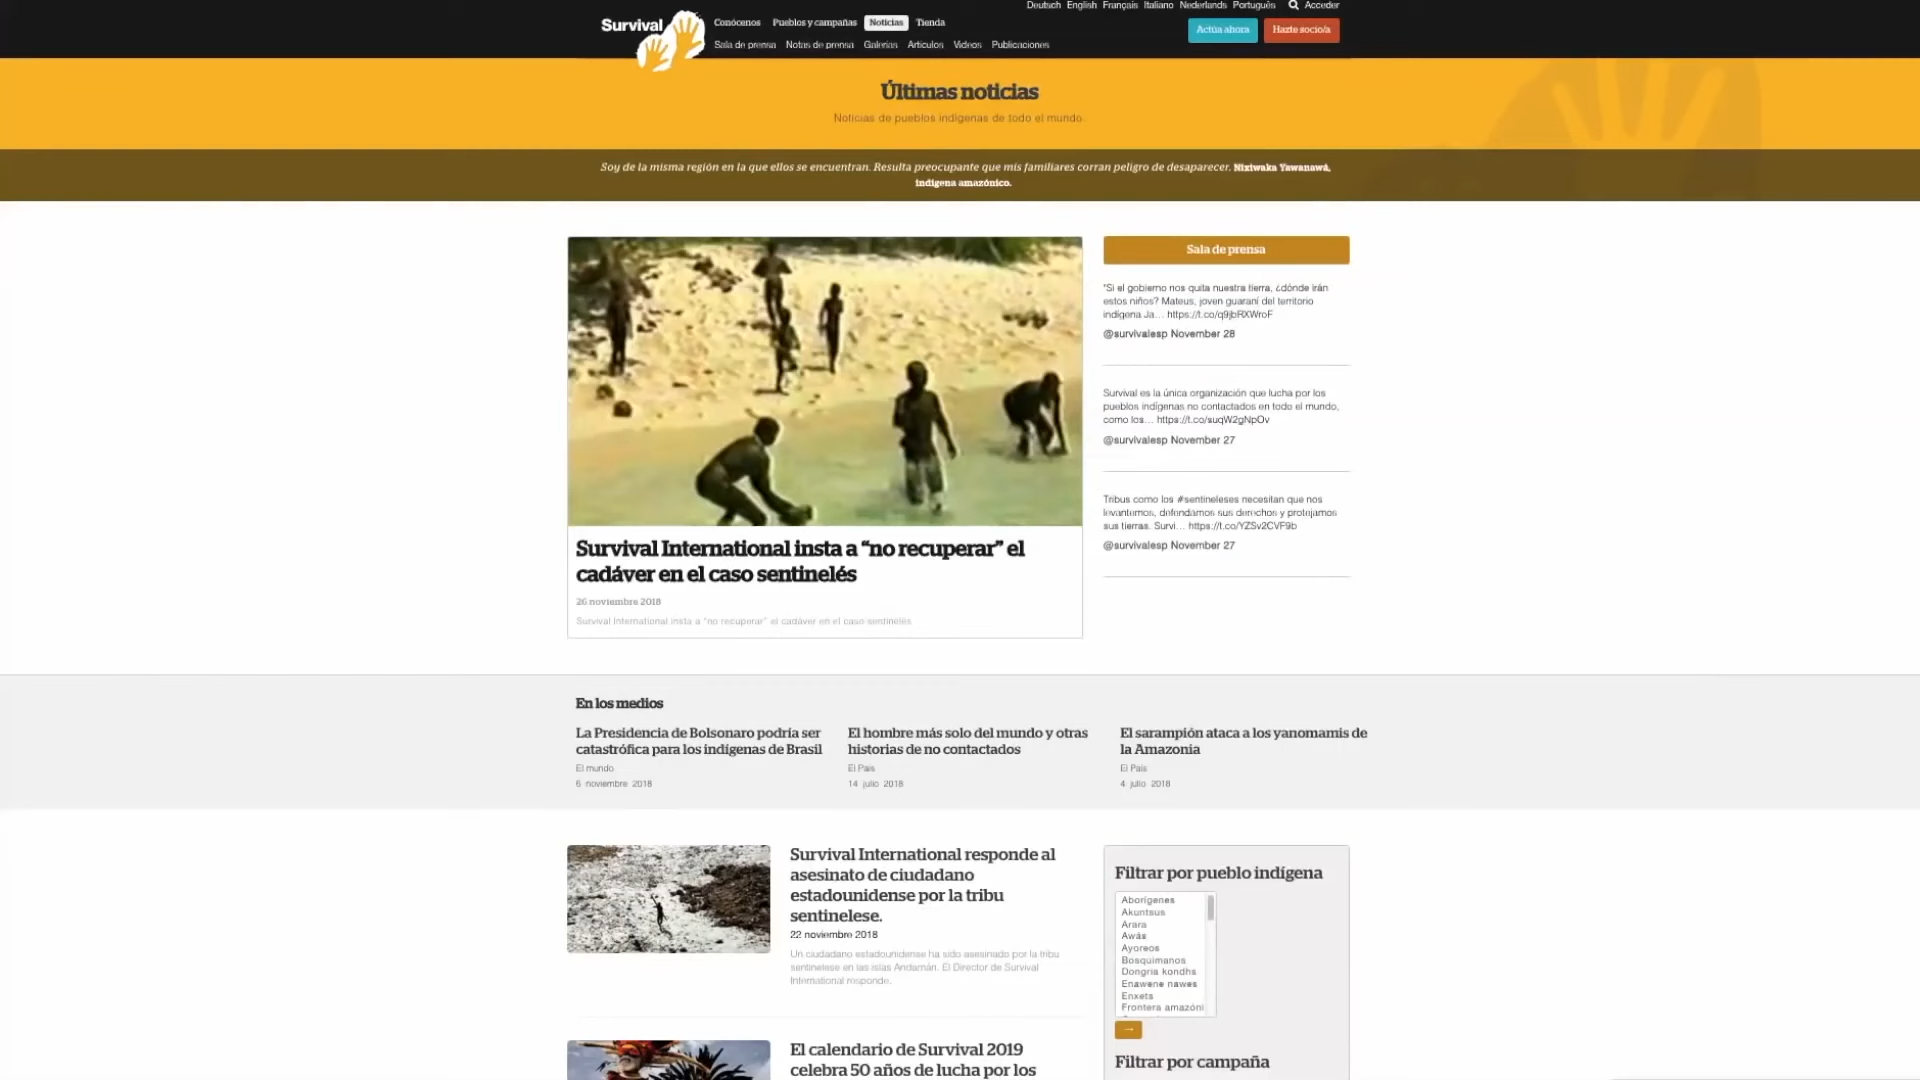 Deutsch English Français Italiano Nederlands Português Acceder
Survival
Conócenos Pueblos y campañas Noticias Tienda
Actúa ahora Hazte socio/a
Sala de prensa Notas de prensa Galerías Artículos Videos Publicaciones
Últimas noticias
Noticias de pueblos indígenas de todo el mundo
Soy de la misma región en la que ellos se encuentran. Resulta preocupante que mis familiares corran peligro de desaparecer. Nixiwaka Yawanawá,
indígena amazónico.
Survival International insta a “no recuperar” el
cadáver en el caso sentinelés
26 noviembre 2018
Survival International insta a “no recuperar” el cadáver en el caso sentinelés
Sala de prensa
"Si el gobierno nos quita nuestra tierra, ¿dónde irán
estos niños? Mateus, joven guaraní del territorio
indígena Ja… https://t.co/q9jbRXWroF
@survivalesp November 28
Survival es la única organización que lucha por los
pueblos indígenas no contactados en todo el mundo,
como los… https://t.co/suqW2gNpOv
@survivalesp November 27
Tribus como los #sentineleses necesitan que nos
levantemos, defendamos sus derechos y protejamos
sus tierras. Survi… https://t.co/YZSv2CVF9b
@survivalesp November 27
En los medios
La Presidencia de Bolsonaro podría ser
catastrófica para los indígenas de Brasil
El mundo
6 noviembre 2018
El hombre más solo del mundo y otras
historias de no contactados
El País
14 julio 2018
El sarampión ataca a los yanomamis de
la Amazonia
El País
4 julio 2018
Survival International responde al
asesinato de ciudadano
estadounidense por la tribu
sentinelese.
22 noviembre 2018
Un ciudadano estadounidense ha sido asesinado por la tribu
sentinelese en las islas Andamán. El Director de Survival
International responde.
El calendario de Survival 2019
celebra 50 años de lucha por los
Filtrar por pueblo indígena
Aborígenes
Akuntsus
Arara
Awás
Ayoreos
Bosquimanos
Dongria kondhs
Enawene nawes
Enxets
Frontera amazóni
→
Filtrar por campaña